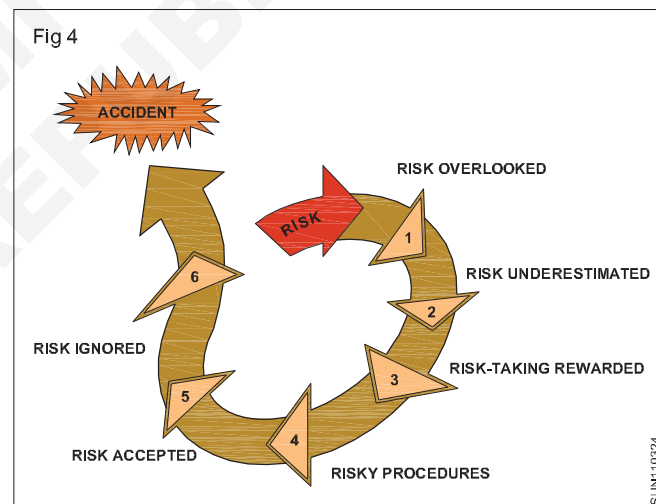 Fig 4
ACCIDENT
RISK OVERLOOKED
RISK
1
RISK UNDERESTIMATED
6
2
RISK IGNORED
RISK-TAKING REWARDED
3
5
4
RISK ACCEPTED
RISKY PROCEDURES